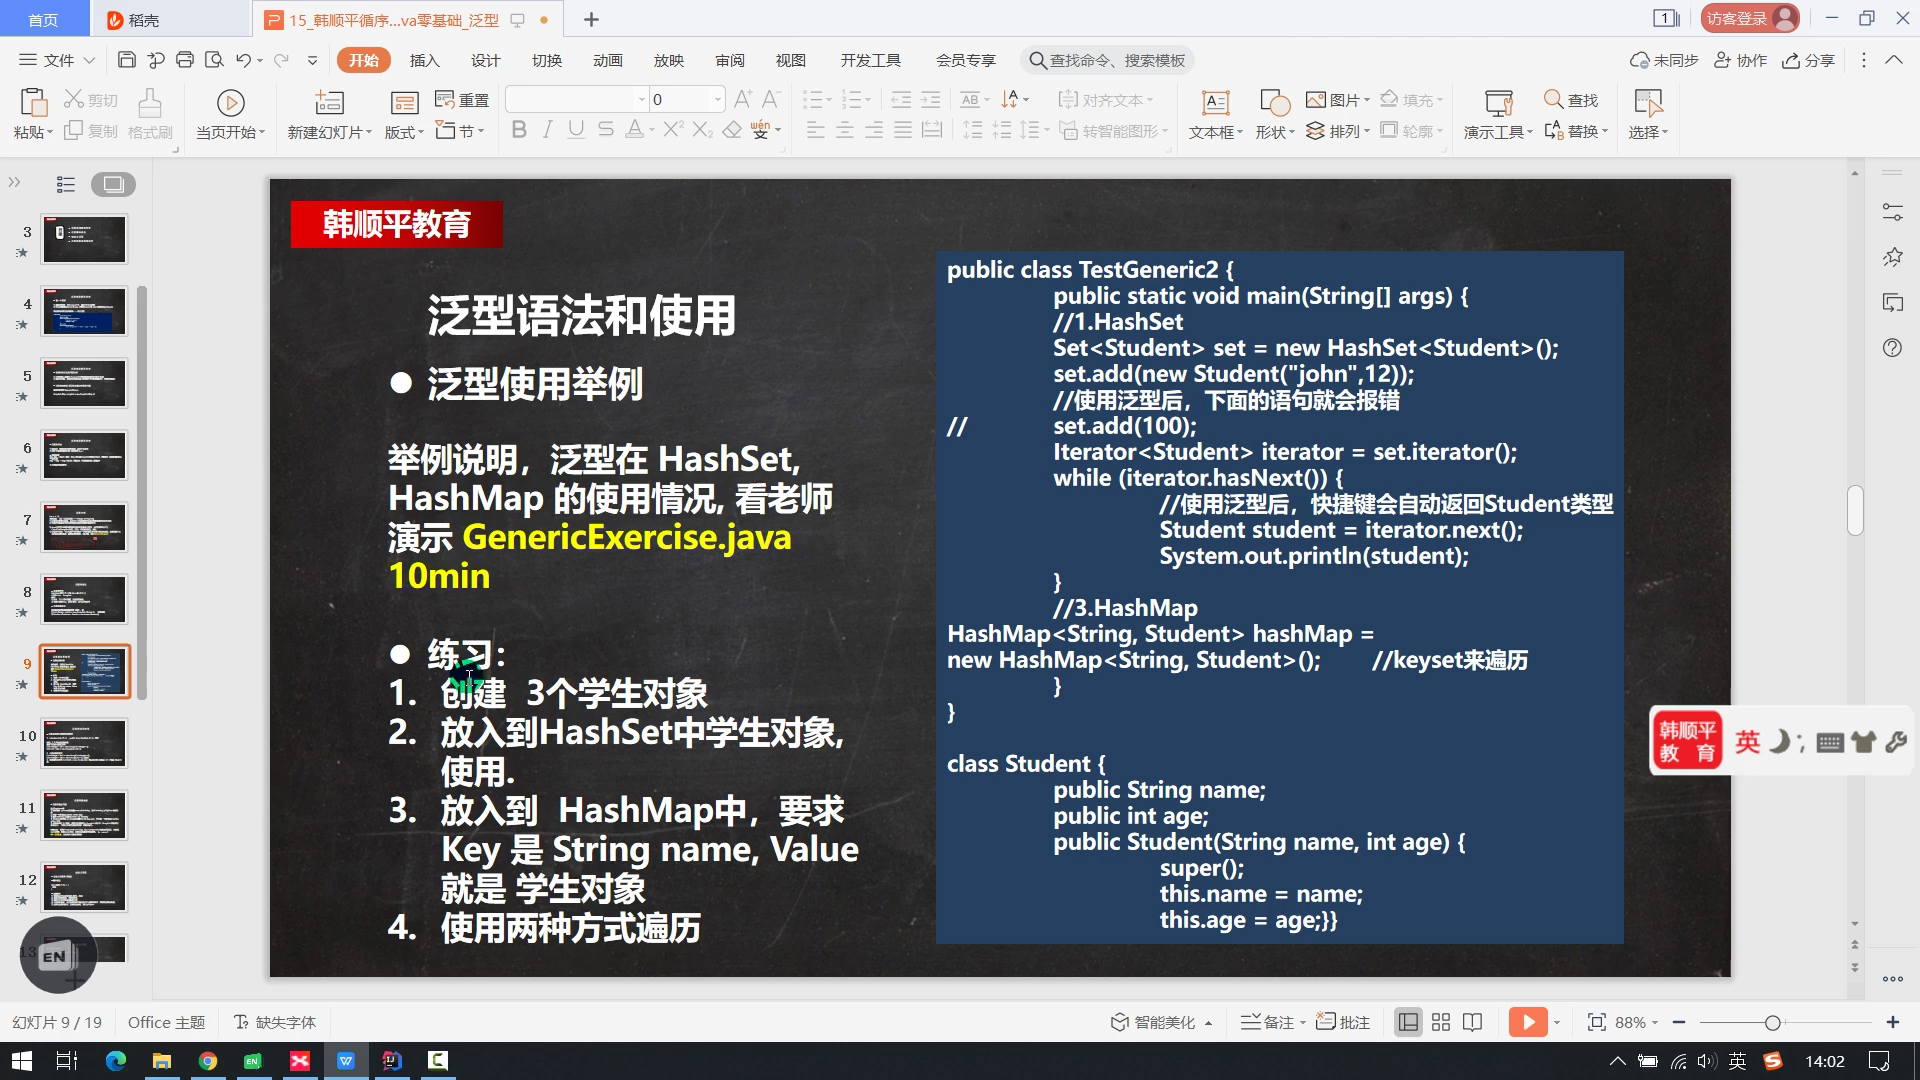 首页
稻壳
15_韩顺平循序...va零基础_泛型
1
访客登录
文件
开始
插入
设计
切换
动画
放映
审阅
视图
开发工具
会员专享
查找命令、搜索模板
未同步
协作
分享
粘贴
剪切
复制
格式刷
当页开始
新建幻灯片
版式
重置
节
0
对齐文本
转智能图形
文本框
形状
图片
排列
填充
轮廓
演示工具
查找
替换
选择
3
4
5
6
7
8
9
10
11
12
13
EN
韩顺平教育
泛型语法和使用
● 泛型使用举例
举例说明，泛型在 HashSet,
HashMap 的使用情况, 看老师
演示 GenericExercise.java
10min
● 练习：
1. 创建 3个学生对象
2. 放入到HashSet中学生对象,
使用.
3. 放入到 HashMap中，要求
Key 是 String name, Value
就是 学生对象
4. 使用两种方式遍历
public class TestGeneric2 {
public static void main(String[] args) {
//1.HashSet
Set<Student> set = new HashSet<Student>();
set.add(new Student("john",12));
//使用泛型后，下面的语句就会报错
// set.add(100);
Iterator<Student> iterator = set.iterator();
while (iterator.hasNext()) {
//使用泛型后，快捷键会自动返回Student类型
Student student = iterator.next();
System.out.println(student);
}
//3.HashMap
HashMap<String, Student> hashMap =
new HashMap<String, Student>(); //keyset来遍历
}
}
class Student {
public String name;
public int age;
public Student(String name, int age) {
super();
this.name = name;
this.age = age;}}
韩顺平
教 育
英
幻灯片 9 / 19
Office 主题
缺失字体
智能美化
备注
批注
88%
英
14:02